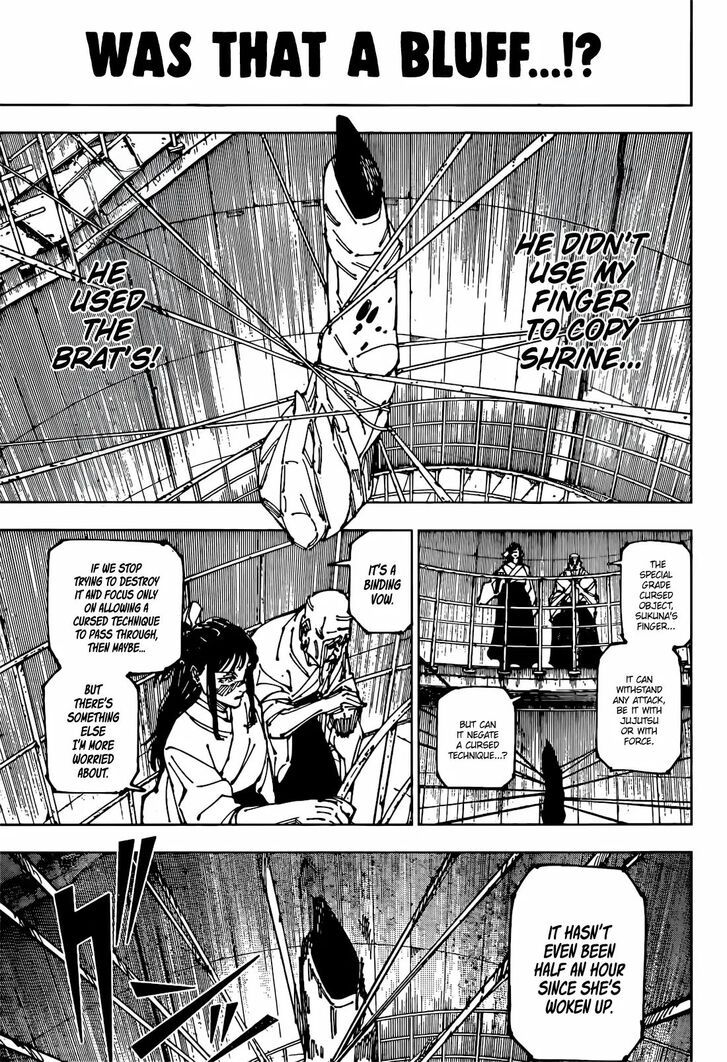 WAS THAT A BLUFF...!?
HE DIDN'T
USE MY
FINGER
TO COPY
SHRINE...
HE
USED
THE
BRAT'S!
THE
SPECIAL
GRADE
CURSED
OBJECT,
SUKUNA'S
FINGER...
IT CAN
WITHSTAND
ANY ATTACK,
BE IT WITH
JUJUTSU
OR WITH
FORCE.
BUT CAN
IT NEGATE
A CURSED
TECHNIQUE...?
IT'S A
BINDING
VOW.
IF WE STOP
TRYING TO DESTROY
IT AND FOCUS ONLY
ON ALLOWING A
CURSED TECHNIQUE
TO PASS THROUGH,
THEN MAYBE...
BUT
THERE'S
SOMETHING
ELSE
I'M MORE
WORRIED
ABOUT.
IT HASN'T
EVEN BEEN
HALF AN HOUR
SINCE SHE'S
WOKEN UP.